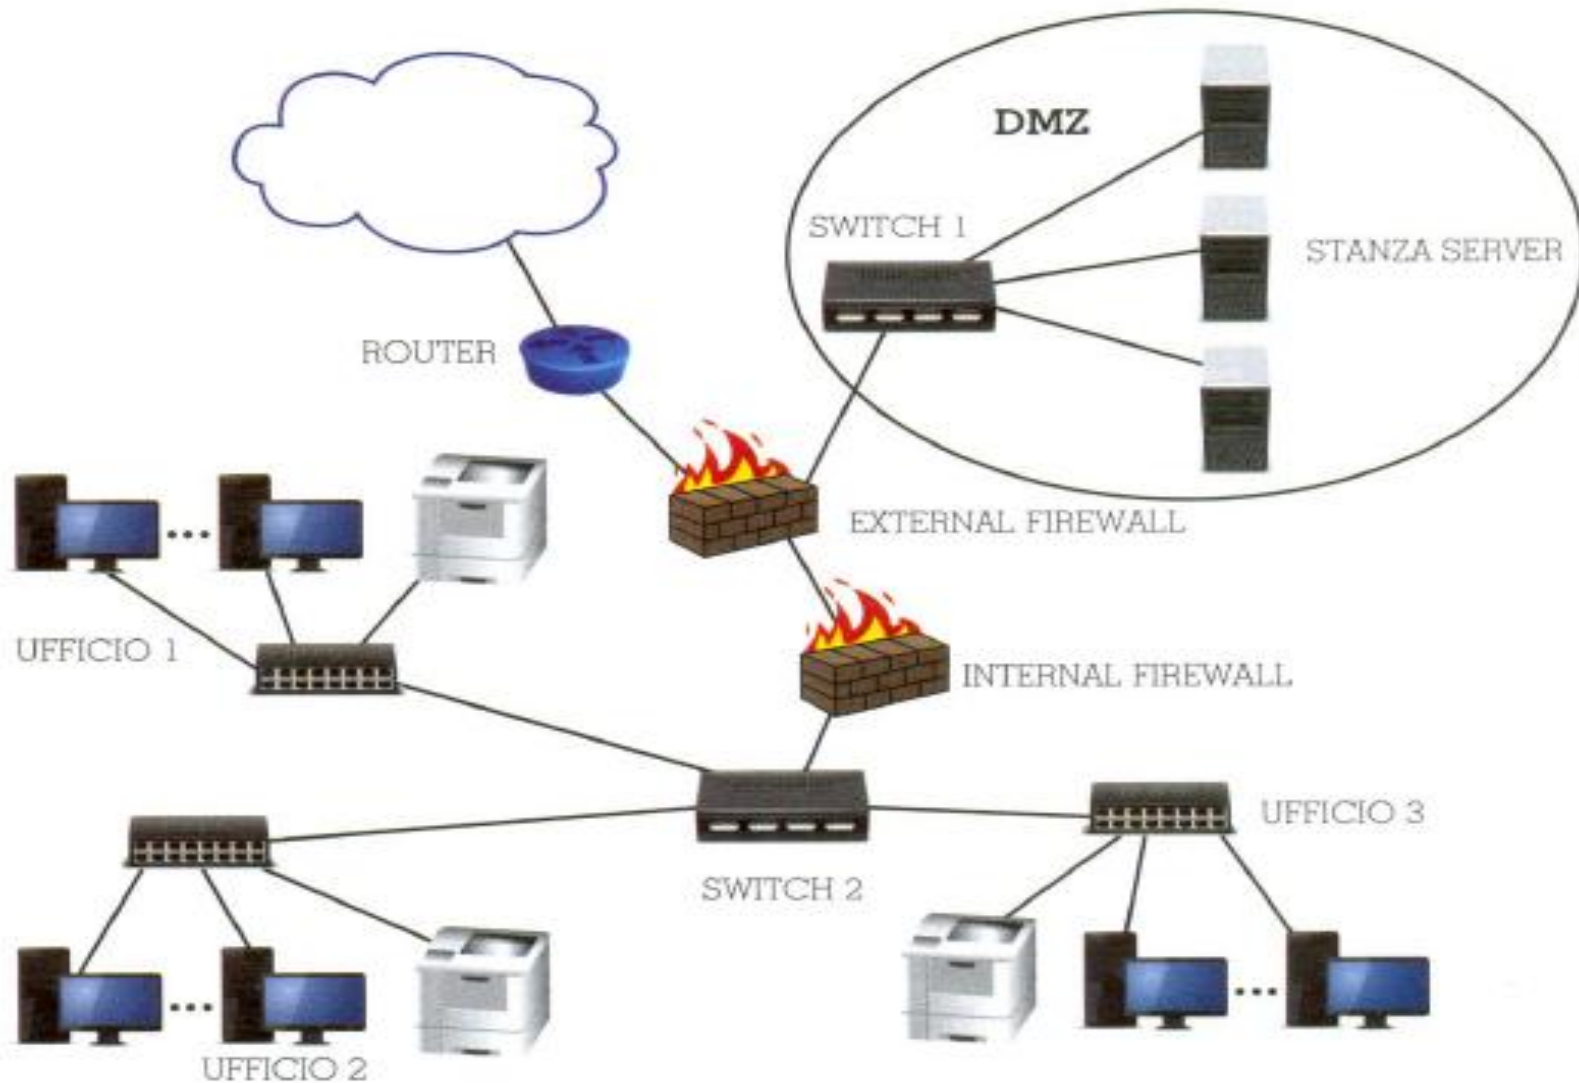 DMZ
SWITCH 1
STANZA SERVER
ROUTER
EXTERNAL FIREWALL
UFFICIO 1
INTERNAL FIREWALL
UFFICIO 3
SWITCH 2
UFFICIO 2